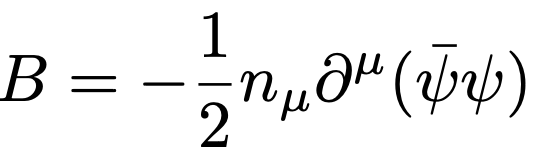 B = -\frac{1}{2} n_\mu \partial^\mu (\bar{\psi} \psi)